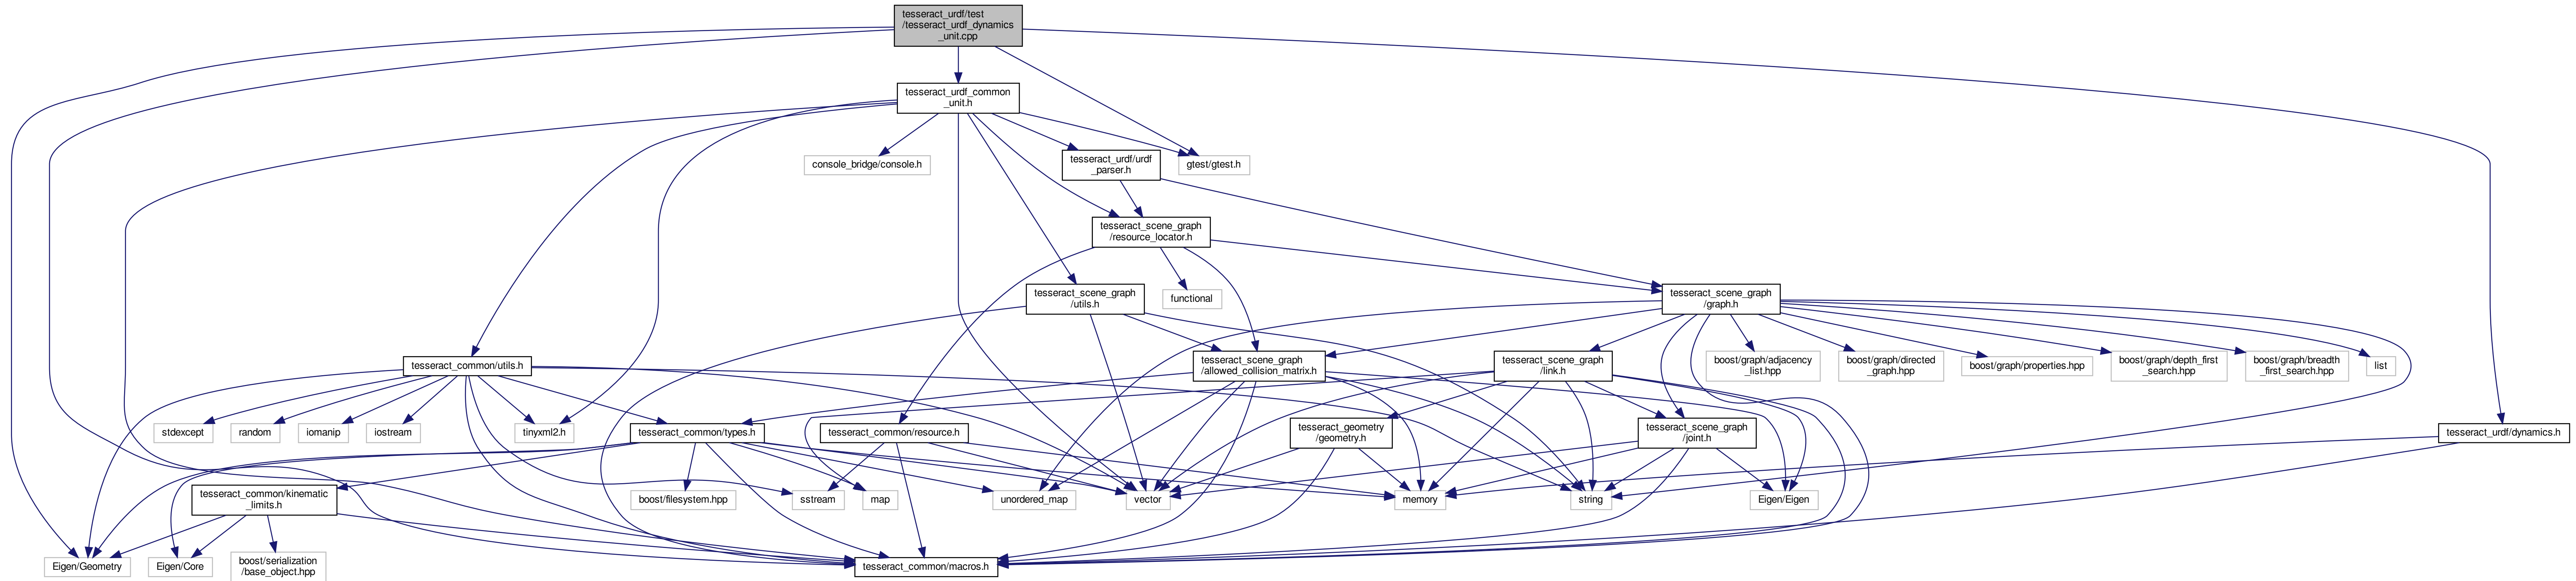 tesseract_urdf/test
/tesseract_urdf_dynamics
_unit.cpp
tesseract_urdf_common
_unit.h
console_bridge/console.h
tesseract_urdf/urdf
_parser.h
gtest/gtest.h
tesseract_scene_graph
/resource_locator.h
tesseract_scene_graph
/utils.h
functional
tesseract_scene_graph
/graph.h
tesseract_common/utils.h
tesseract_scene_graph
/allowed_collision_matrix.h
tesseract_scene_graph
/link.h
boost/graph/adjacency
_list.hpp
boost/graph/directed
_graph.hpp
boost/graph/properties.hpp
boost/graph/depth_first
_search.hpp
boost/graph/breadth
_first_search.hpp
list
stdexcept
random
iomanip
iostream
tinyxml2.h
tesseract_common/types.h
tesseract_common/resource.h
tesseract_geometry
/geometry.h
tesseract_scene_graph
/joint.h
tesseract_urdf/dynamics.h
tesseract_common/kinematic
_limits.h
boost/filesystem.hpp
sstream
map
unordered_map
vector
memory
string
Eigen/Eigen
Eigen/Geometry
Eigen/Core
boost/serialization
/base_object.hpp
tesseract_common/macros.h